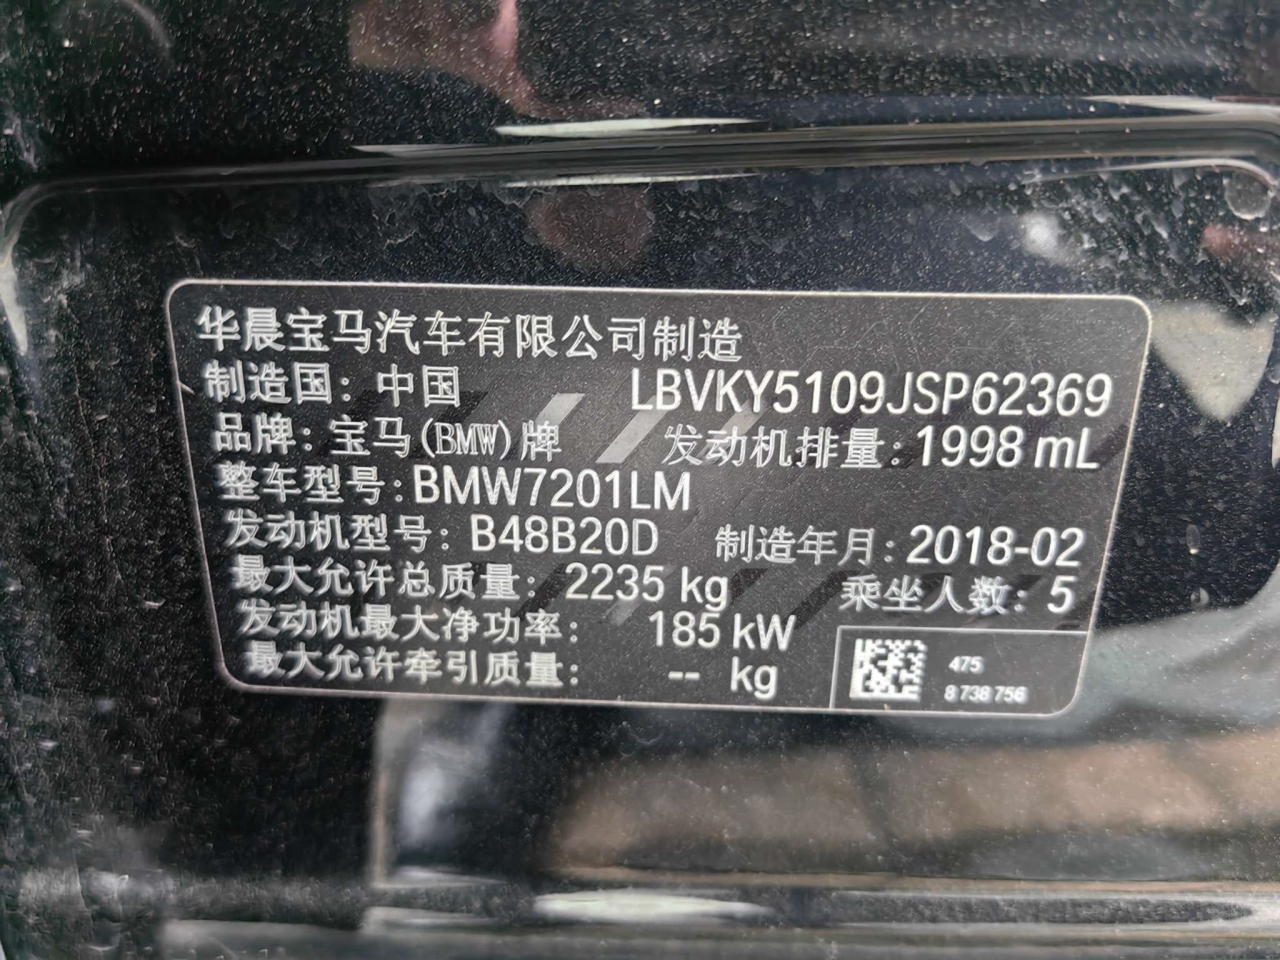 华晨宝马汽车有限公司制造
制造国：中国 LBVKY5109JSP62369
品牌：宝马(BMW)牌 发动机排量：1998 mL
整车型号：BMW7201LM
发动机型号：B48B20D 制造年月：2018-02
最大允许总质量：2235 kg 乘坐人数：5
发动机最大净功率： 185 kW
最大允许牵引质量： -- kg
475
8 738 756